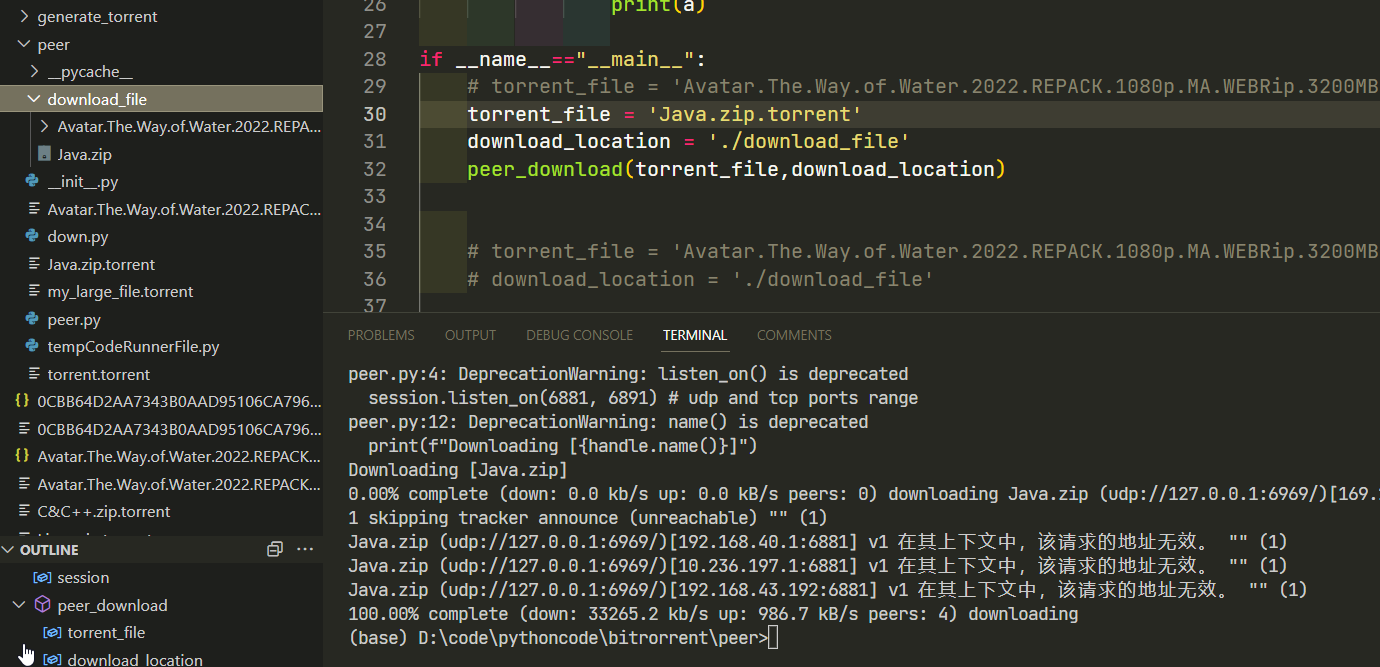 generate_torrent
peer
__pycache__
download_file
Avatar.The.Way.of.Water.2022.REPA...
Java.zip
__init__.py
Avatar.The.Way.of.Water.2022.REPAC...
down.py
Java.zip.torrent
my_large_file.torrent
peer.py
tempCodeRunnerFile.py
torrent.torrent
0CBB64D2AA7343B0AAD95106CA796...
0CBB64D2AA7343B0AAD95106CA796...
Avatar.The.Way.of.Water.2022.REPACK...
Avatar.The.Way.of.Water.2022.REPACK...
C&C++.zip.torrent
OUTLINE
session
peer_download
torrent_file
download_location
26 print(a)
27
28 if __name__=="__main__":
29 # torrent_file = 'Avatar.The.Way.of.Water.2022.REPACK.1080p.MA.WEBRip.3200MB
30 torrent_file = 'Java.zip.torrent'
31 download_location = './download_file'
32 peer_download(torrent_file,download_location)
33
34
35 # torrent_file = 'Avatar.The.Way.of.Water.2022.REPACK.1080p.MA.WEBRip.3200MB
36 # download_location = './download_file'
37
PROBLEMS OUTPUT DEBUG CONSOLE TERMINAL COMMENTS
peer.py:4: DeprecationWarning: listen_on() is deprecated
session.listen_on(6881, 6891) # udp and tcp ports range
peer.py:12: DeprecationWarning: name() is deprecated
print(f"Downloading [{handle.name()}]")
Downloading [Java.zip]
0.00% complete (down: 0.0 kb/s up: 0.0 kB/s peers: 0) downloading Java.zip (udp://127.0.0.1:6969/)[169.
1 skipping tracker announce (unreachable) "" (1)
Java.zip (udp://127.0.0.1:6969/)[192.168.40.1:6881] v1 在其上下文中，该请求的地址无效。 "" (1)
Java.zip (udp://127.0.0.1:6969/)[10.236.197.1:6881] v1 在其上下文中，该请求的地址无效。 "" (1)
Java.zip (udp://127.0.0.1:6969/)[192.168.43.192:6881] v1 在其上下文中，该请求的地址无效。 "" (1)
100.00% complete (down: 33265.2 kb/s up: 986.7 kB/s peers: 4) downloading
(base) D:\code\pythoncode\bitrorrent\peer>